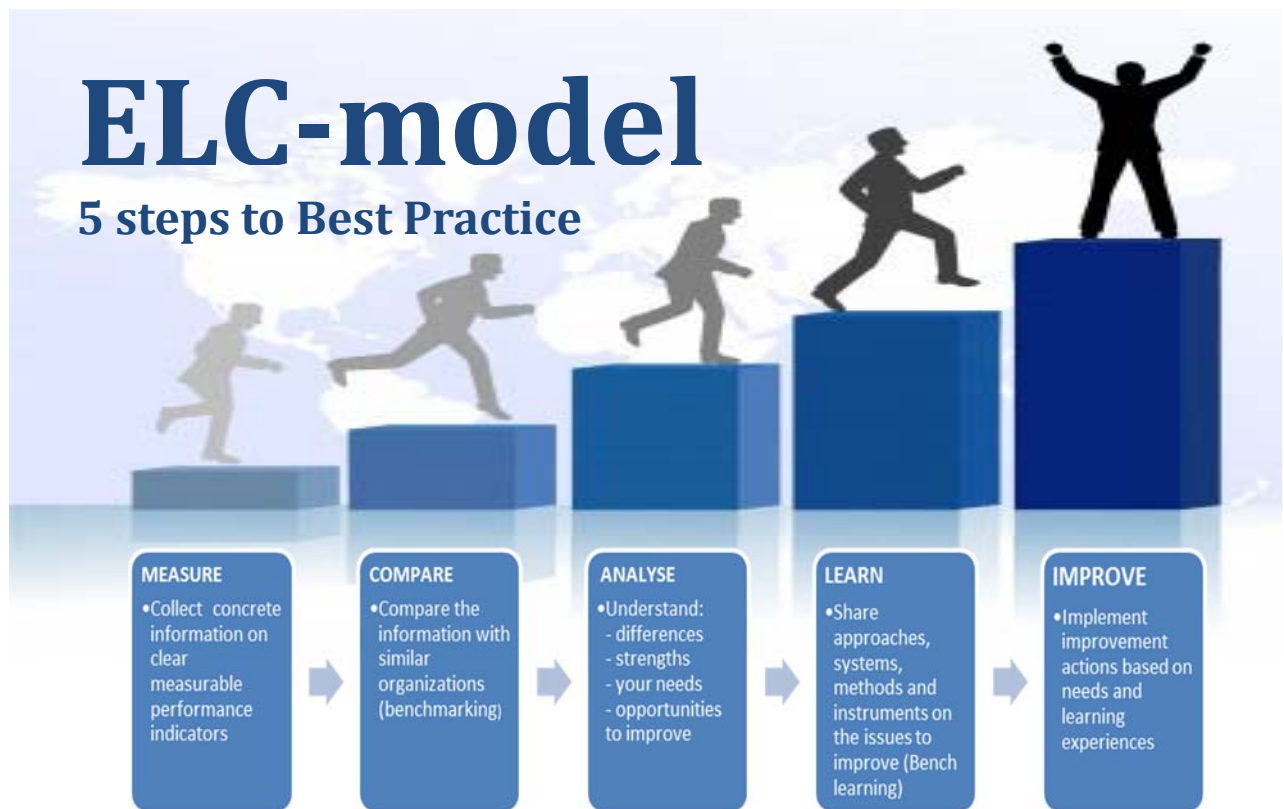 ELC-model
5 steps to Best Practice
MEASURE
•Collect concrete
information on
clear
measurable
performance
indicators
COMPARE
•Compare the
information with
similar
organizations
(benchmarking)
ANALYSE
•Understand:
- differences
- strengths
- your needs
- opportunities
to improve
LEARN
•Share
approaches,
systems,
methods and
instruments on
the issues to
improve (Bench
learning)
IMPROVE
•Implement
improvement
actions based on
needs and
learning
experiences